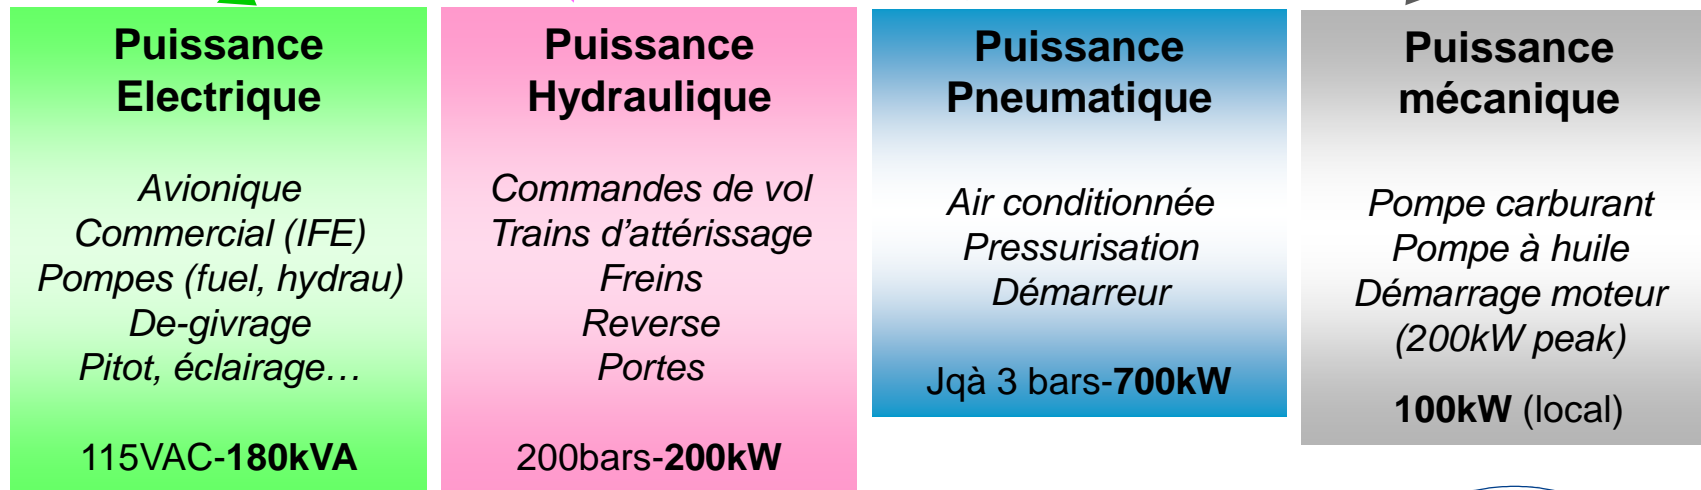 Puissance
Electrique
Avionique
Commercial (IFE)
Pompes (fuel, hydrau)
De-givrage
Pitot, éclairage…
115VAC-180kVA
Puissance
Hydraulique
Commandes de vol
Trains d’attérissage
Freins
Reverse
Portes
200bars-200kW
Puissance
Pneumatique
Air conditionnée
Pressurisation
Démarreur
Jqà 3 bars-700kW
Puissance
mécanique
Pompe carburant
Pompe à huile
Démarrage moteur
(200kW peak)
100kW (local)